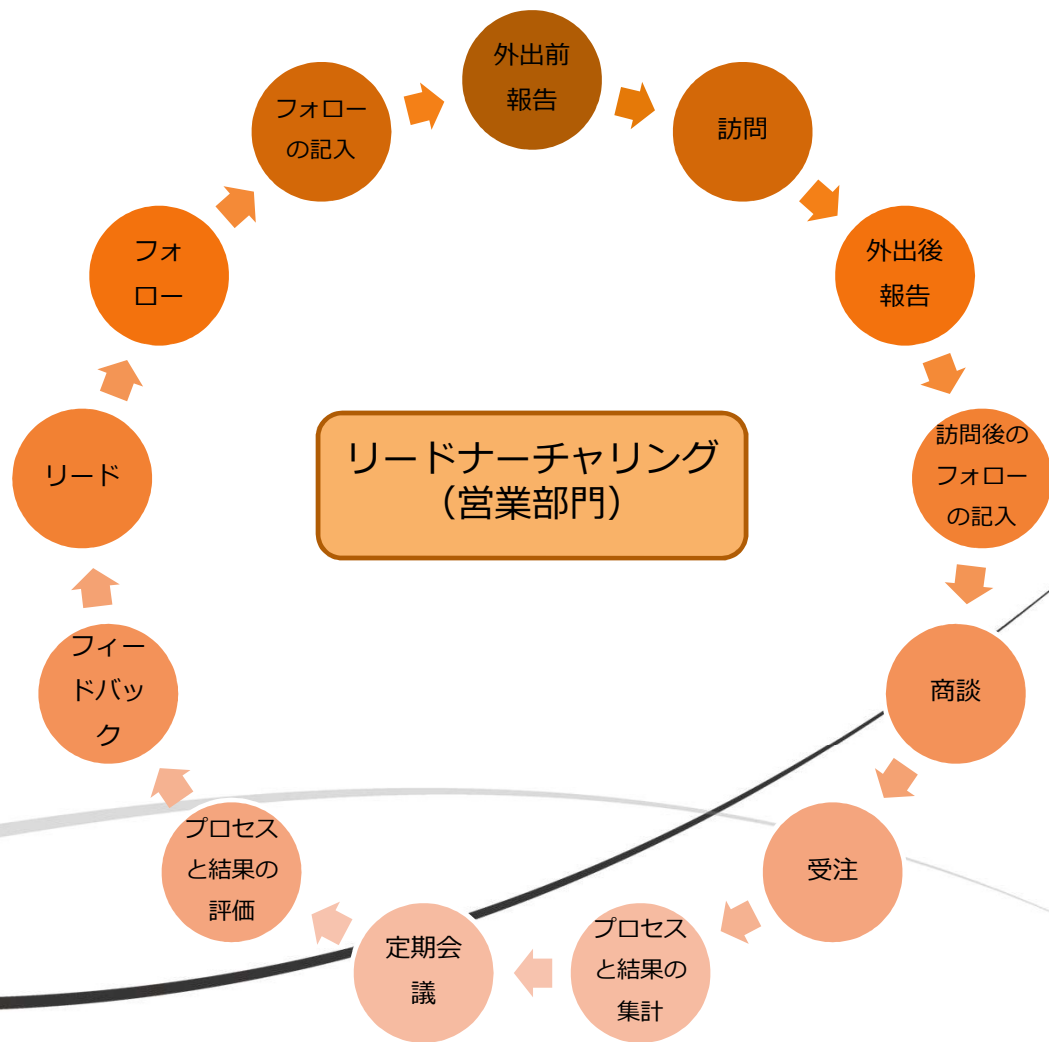 外出前
報告
訪問
外出後
報告
訪問後の
フォロー
の記入
商談
受注
プロセス
と結果の
集計
定期会
議
プロセス
と結果の
評価
フィー
ドバッ
ク
リード
フォ
ロー
フォロー
の記入
リードナーチャリング
（営業部門）